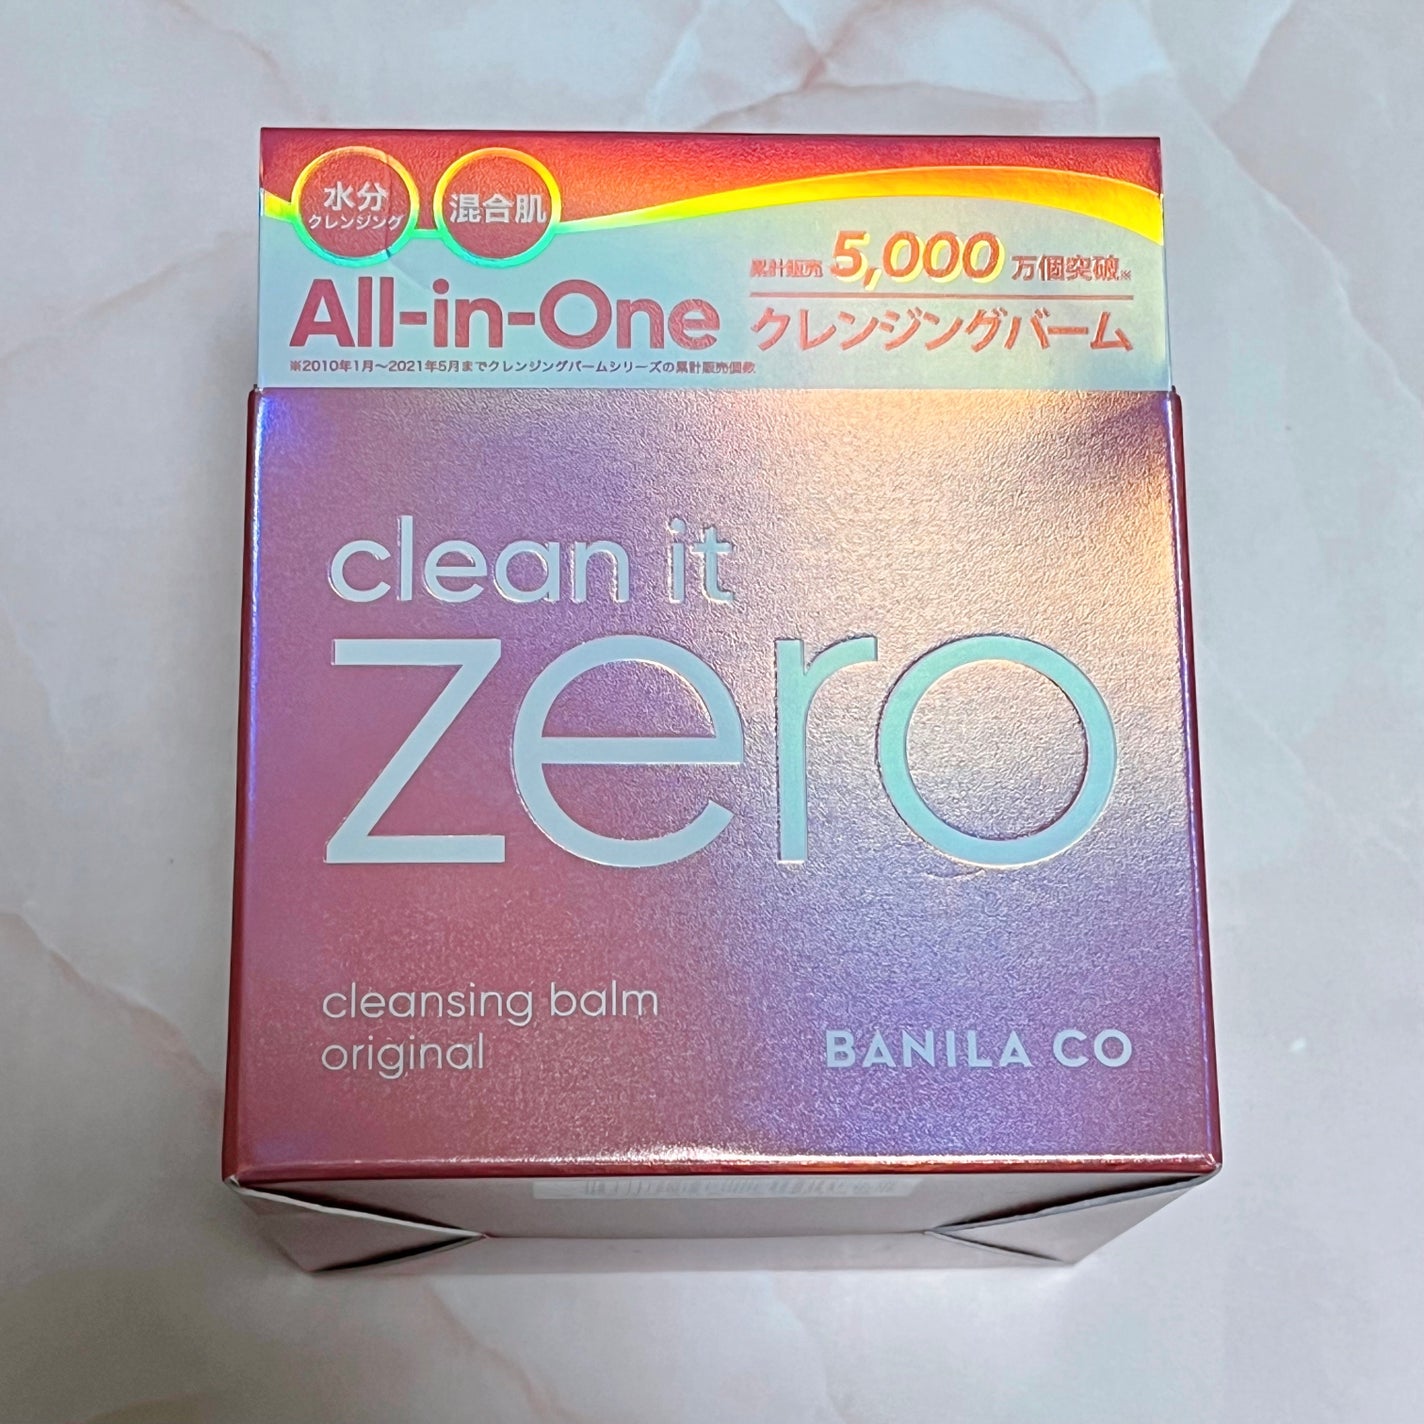 水分
クレンジング
混合肌
All-in-One
累計販売 5,000 万個突破※
クレンジングバーム
※2010年1月～2021年5月までクレンジングバームシリーズの累計販売個数
clean it
zero
cleansing balm
original
BANILA CO